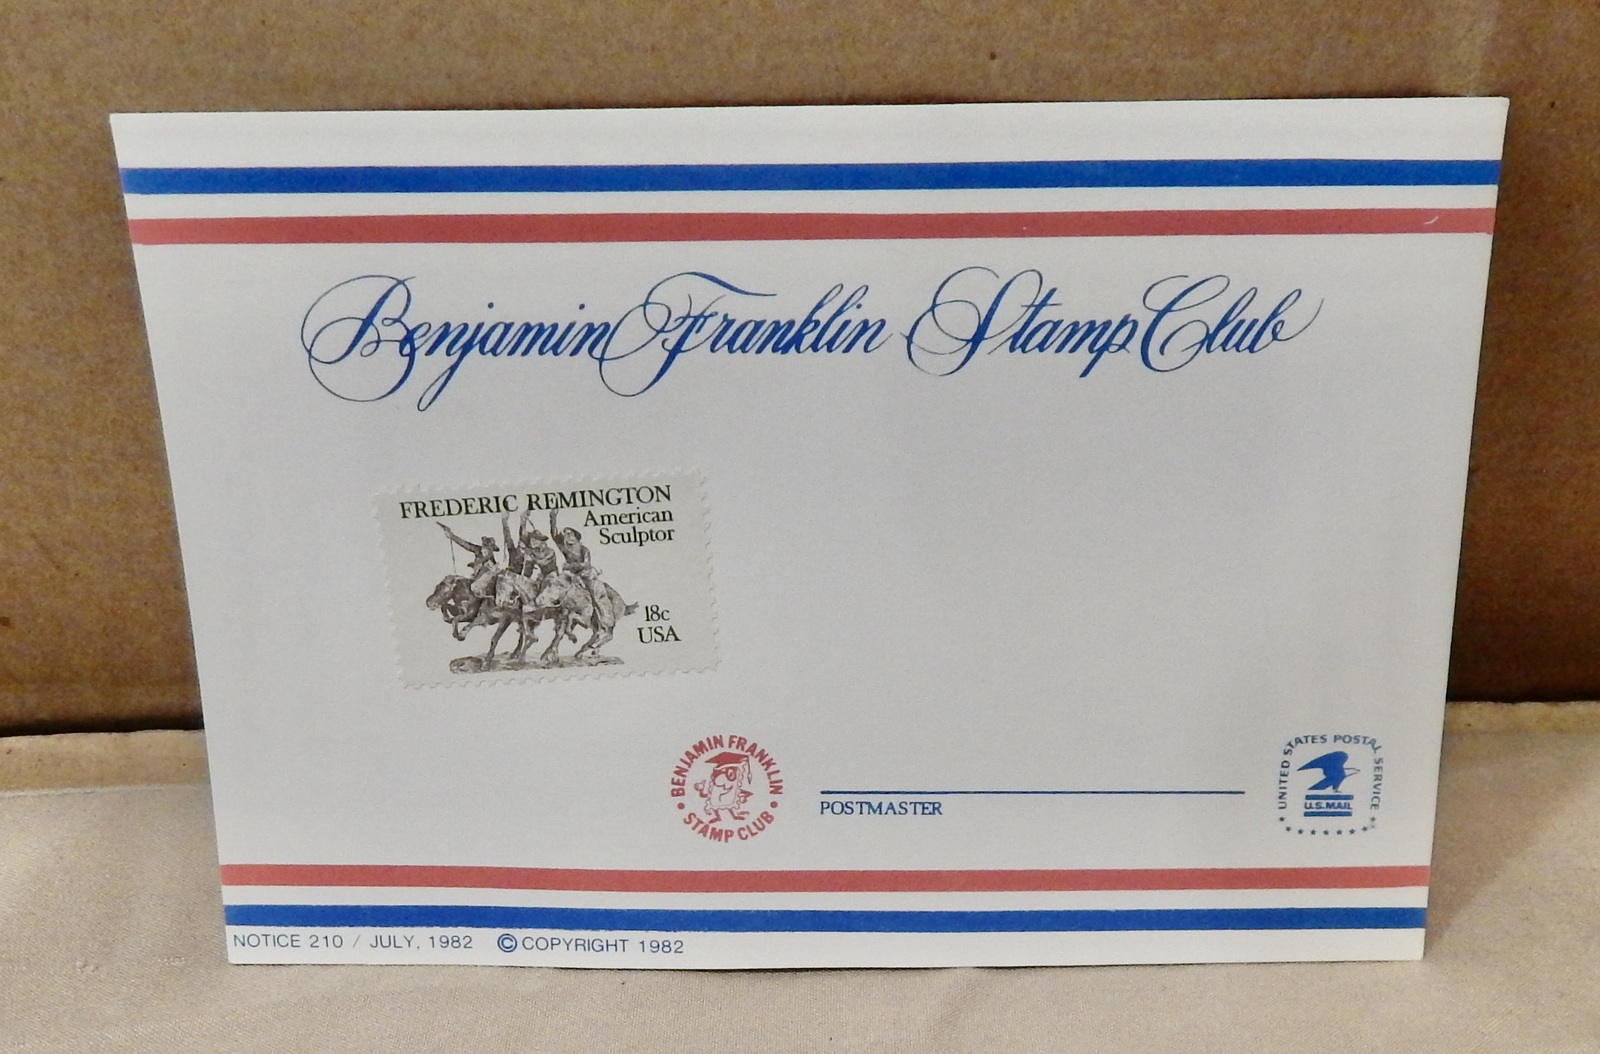 Benjamin Franklin Stamp Club
FREDERIC REMINGTON
American
Sculptor
18c
USA
BENJAMIN FRANKLIN
• STAMP CLUB •
POSTMASTER
UNITED STATES POSTAL SERVICE
U.S.MAIL
NOTICE 210 / JULY, 1982 © COPYRIGHT 1982